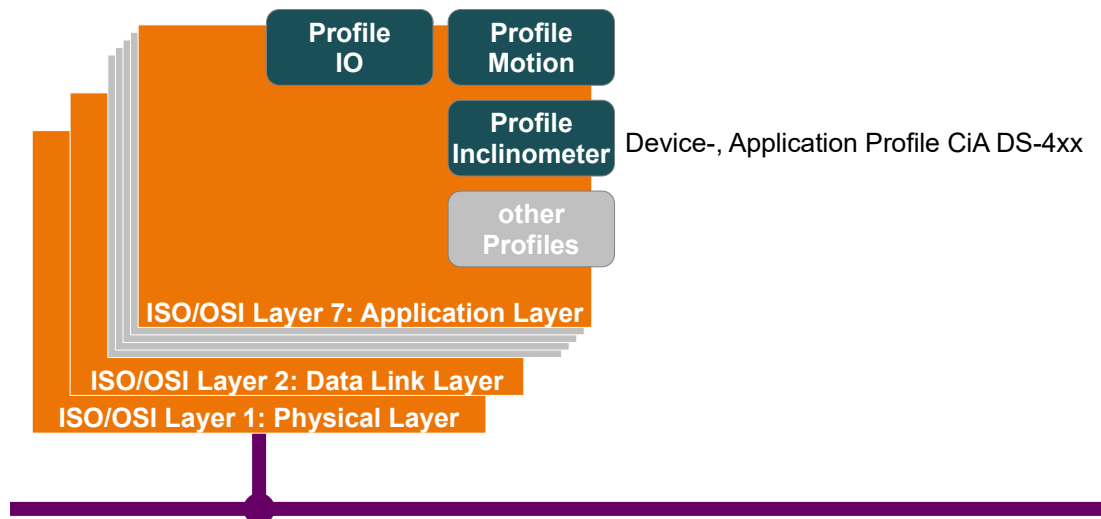 Profile
IO
Profile
Motion
Profile
Inclinometer
Device-, Application Profile CiA DS-4xx
other
Profiles
ISO/OSI Layer 7: Application Layer
ISO/OSI Layer 2: Data Link Layer
ISO/OSI Layer 1: Physical Layer